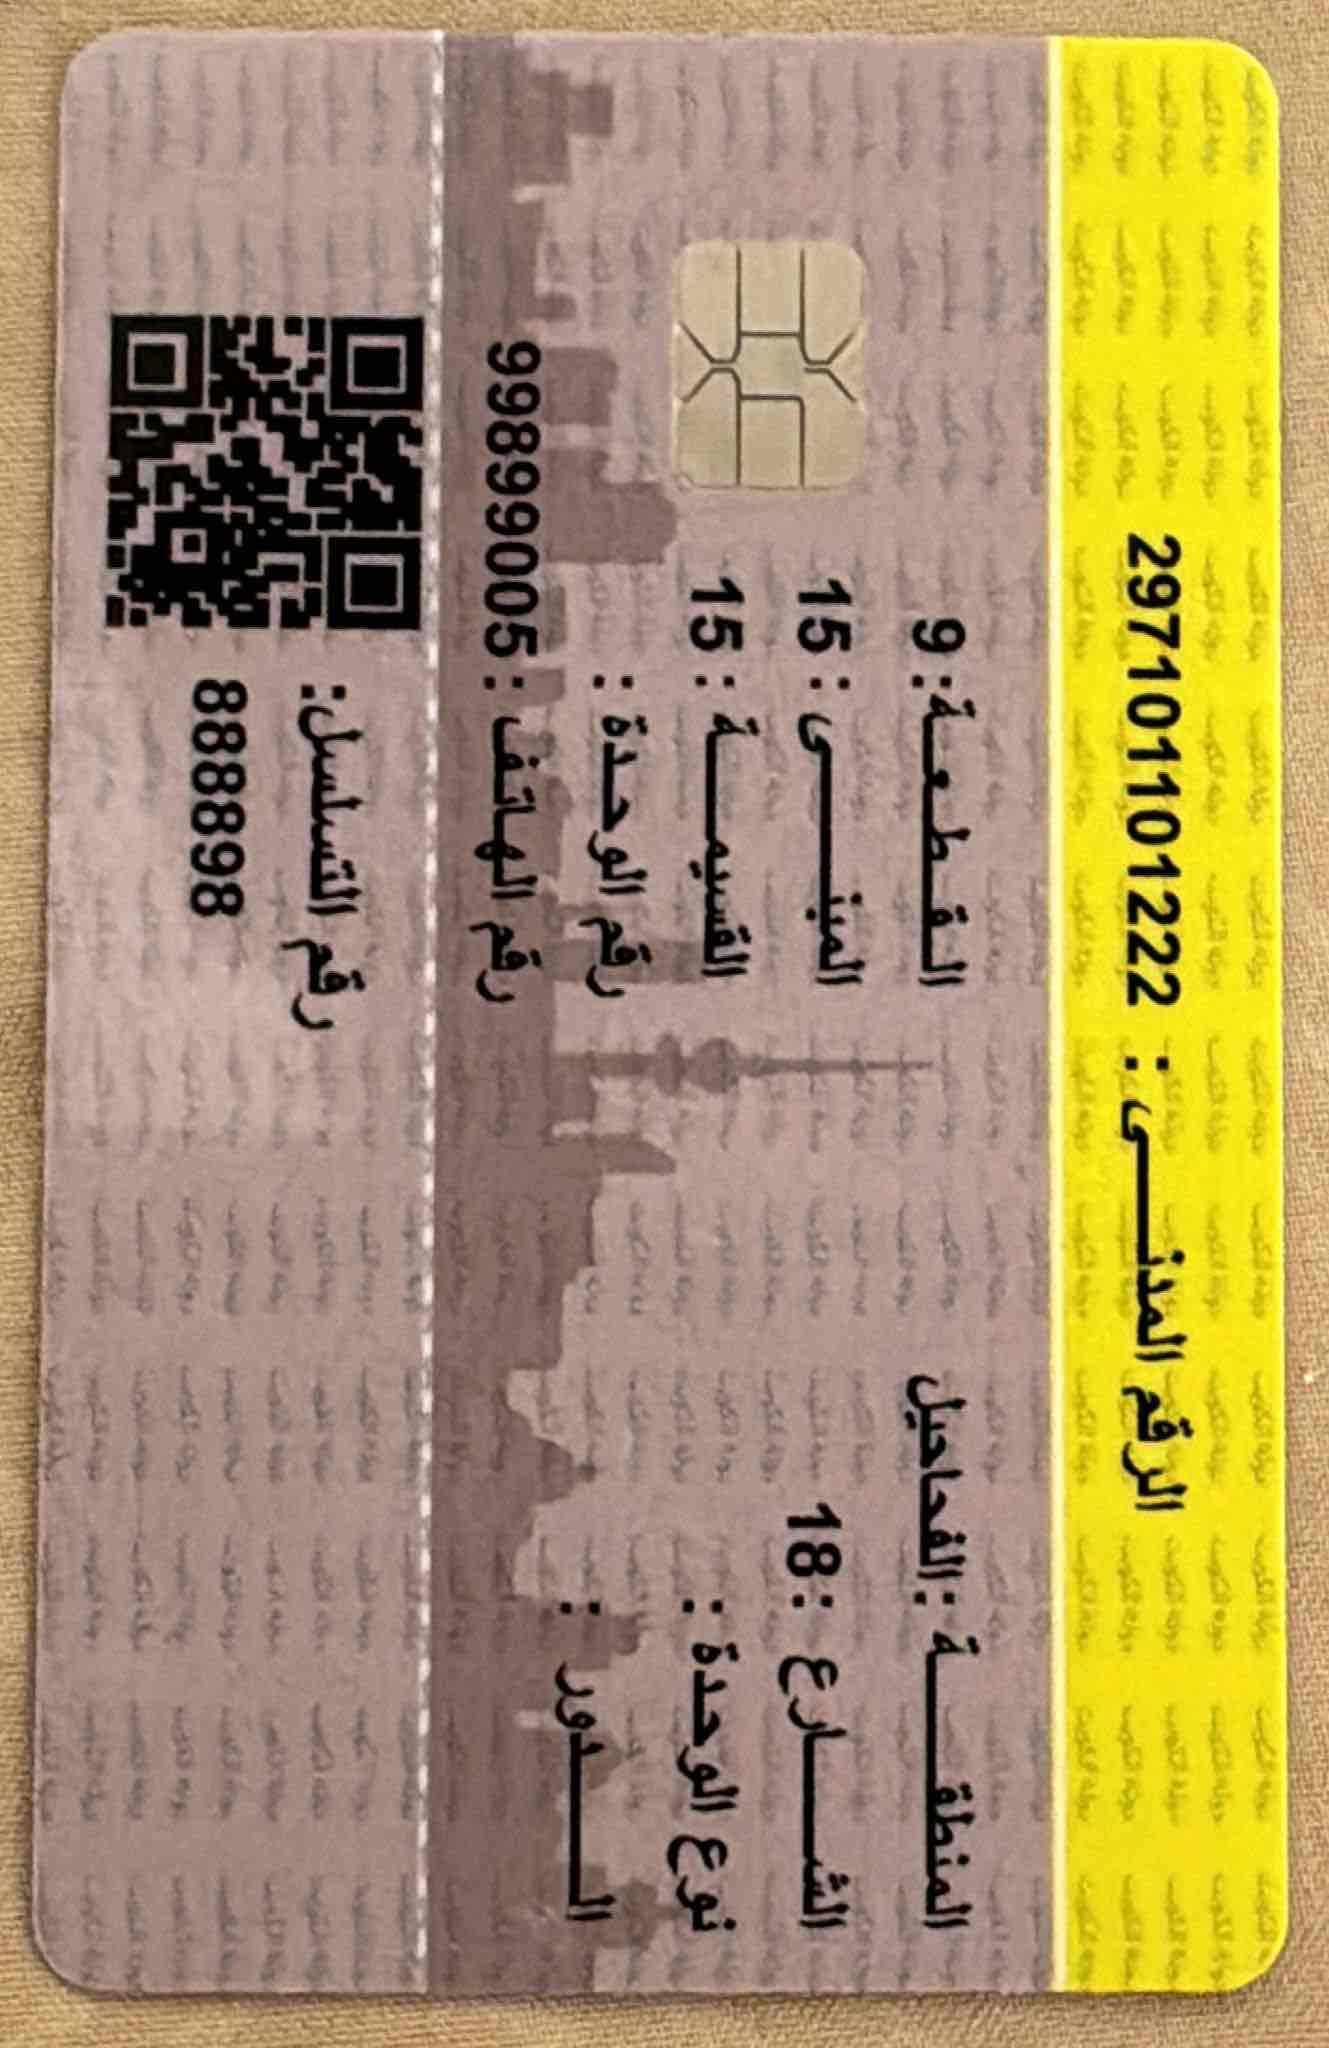 الرقم المدنى : 297101101222
المنطقة : الفحاحيل القطعة : 9
الشارع : 18 المبنى : 15
نوع الوحدة : القسيمة : 15
الدور : رقم الوحدة :
رقم الهاتف : 99899005
رقم التسلسل:
888898